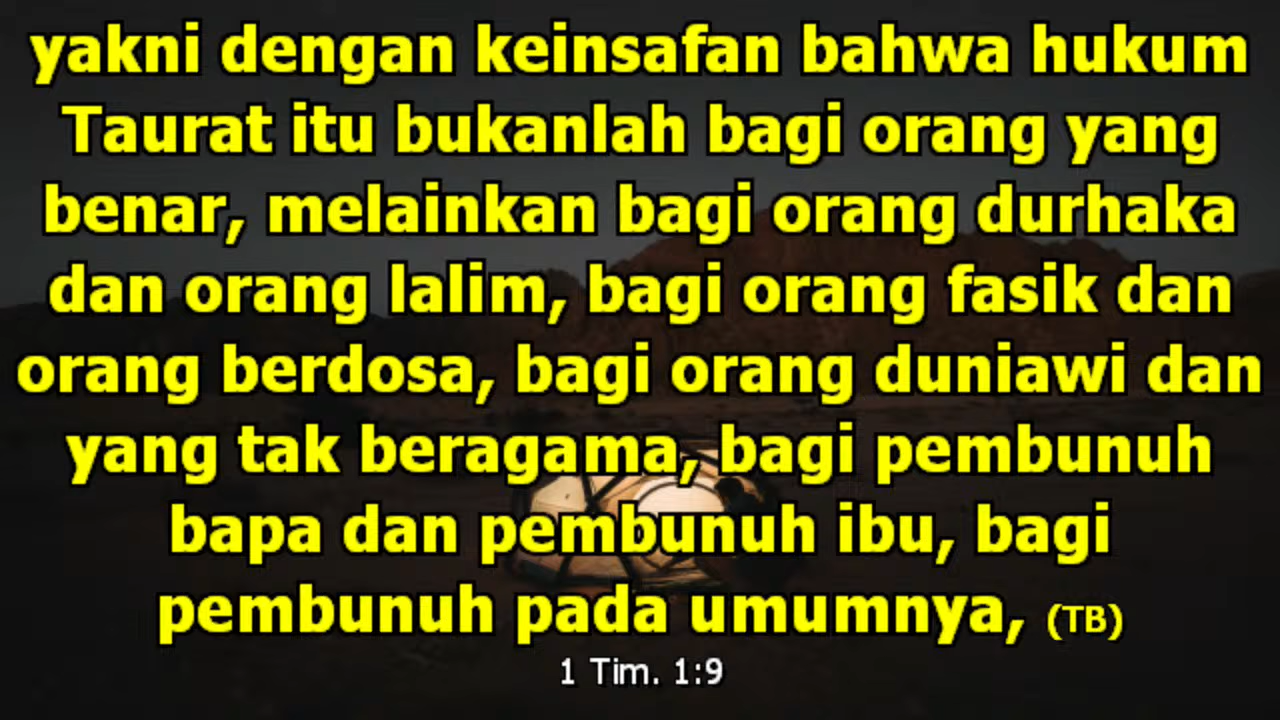 yakni dengan keinsafan bahwa hukum
Taurat itu bukanlah bagi orang yang
benar, melainkan bagi orang durhaka
dan orang lalim, bagi orang fasik dan
orang berdosa, bagi orang duniawi dan
yang tak beragama, bagi pembunuh
bapa dan pembunuh ibu, bagi
pembunuh pada umumnya, (TB)
1 Tim. 1:9